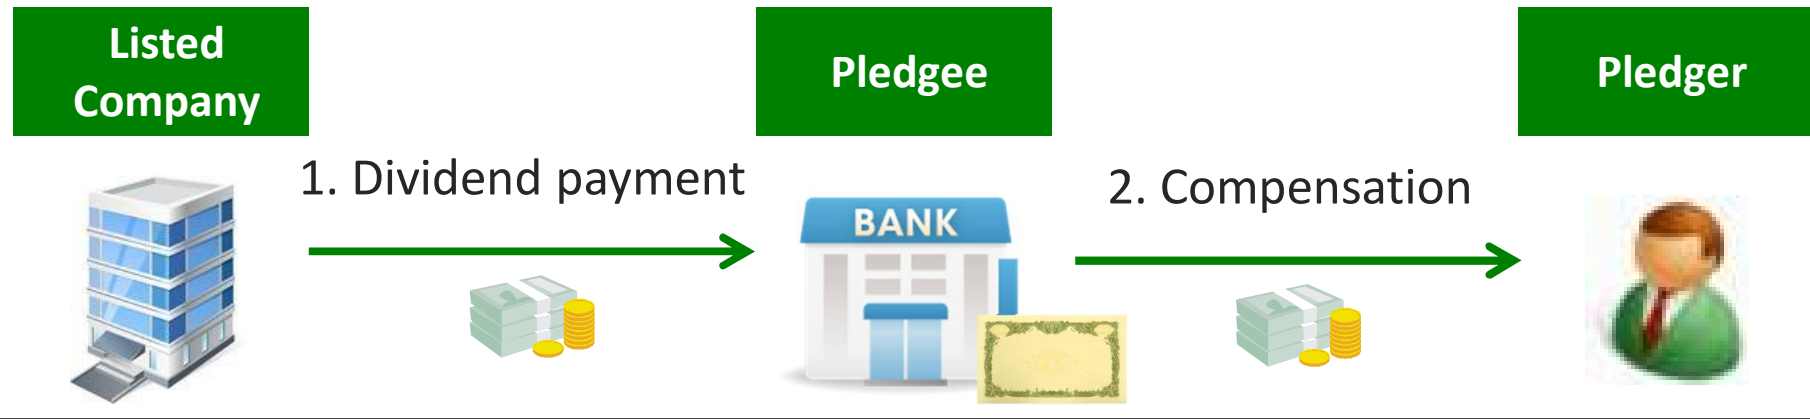 Listed
Company
Pledgee
Pledger
1. Dividend payment
2. Compensation
BANK